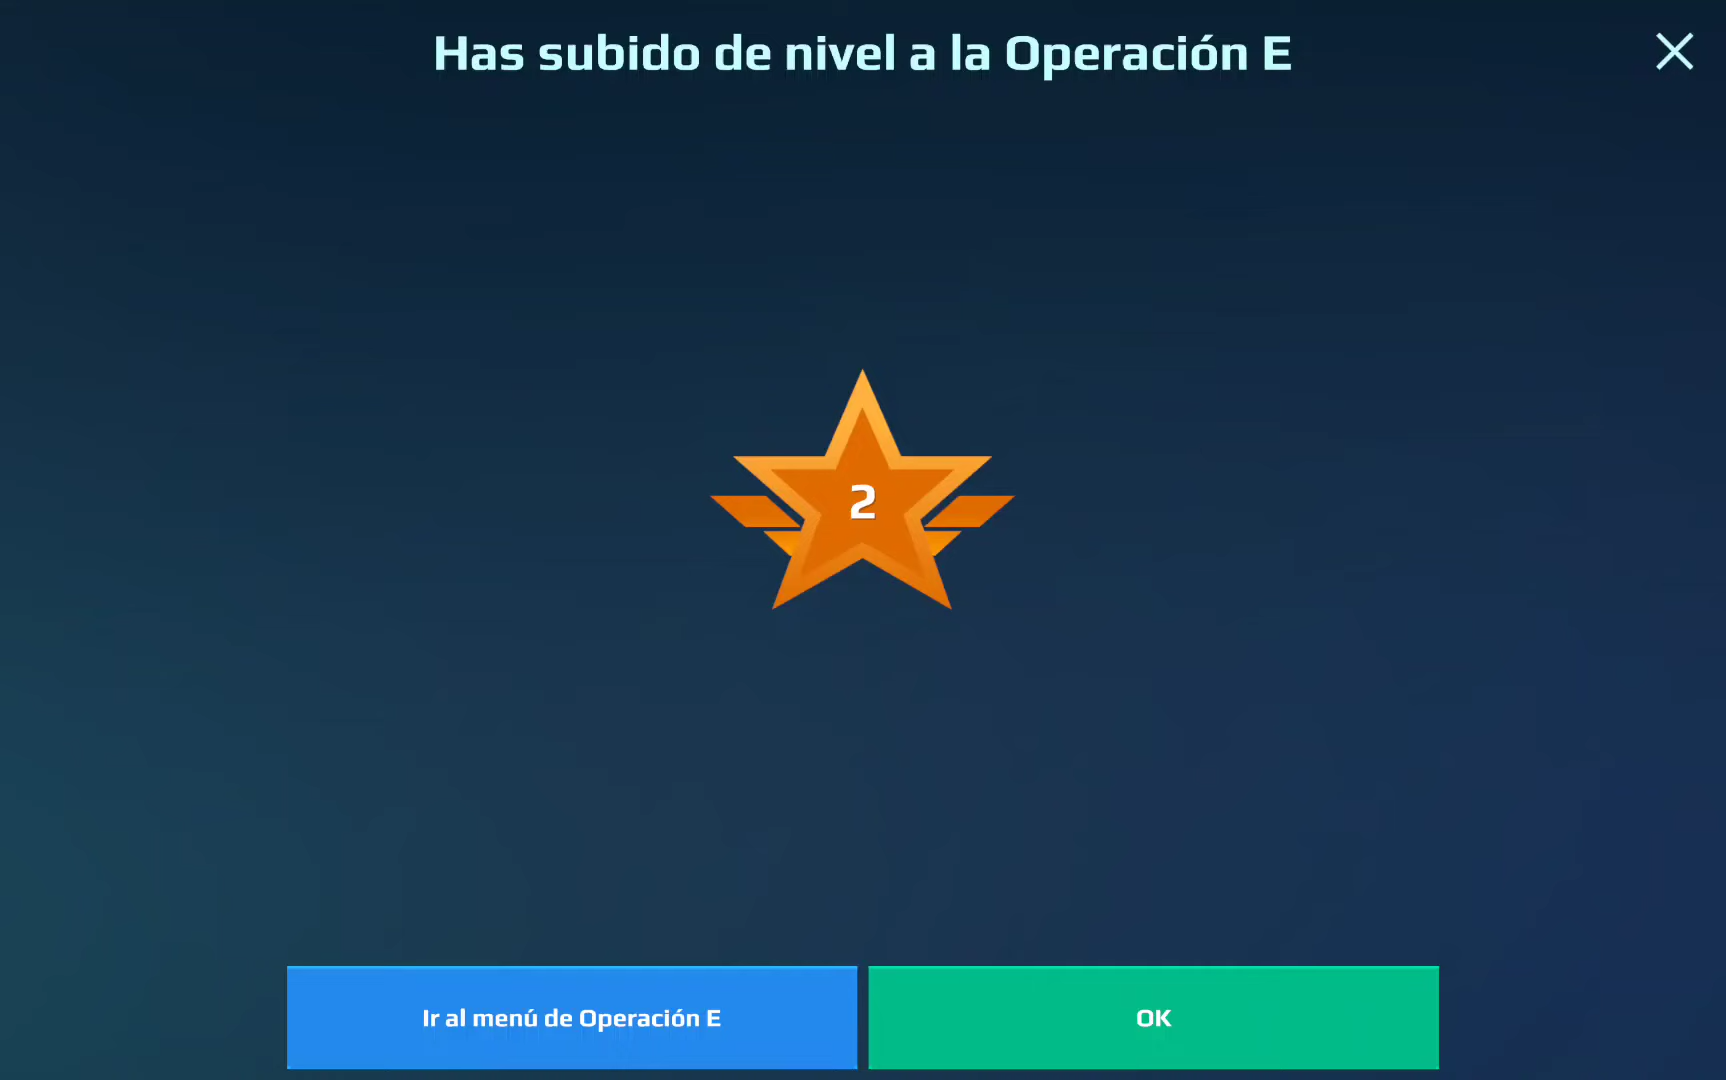 Has subido de nivel a la Operación E
2
Ir al menú de Operación E
OK